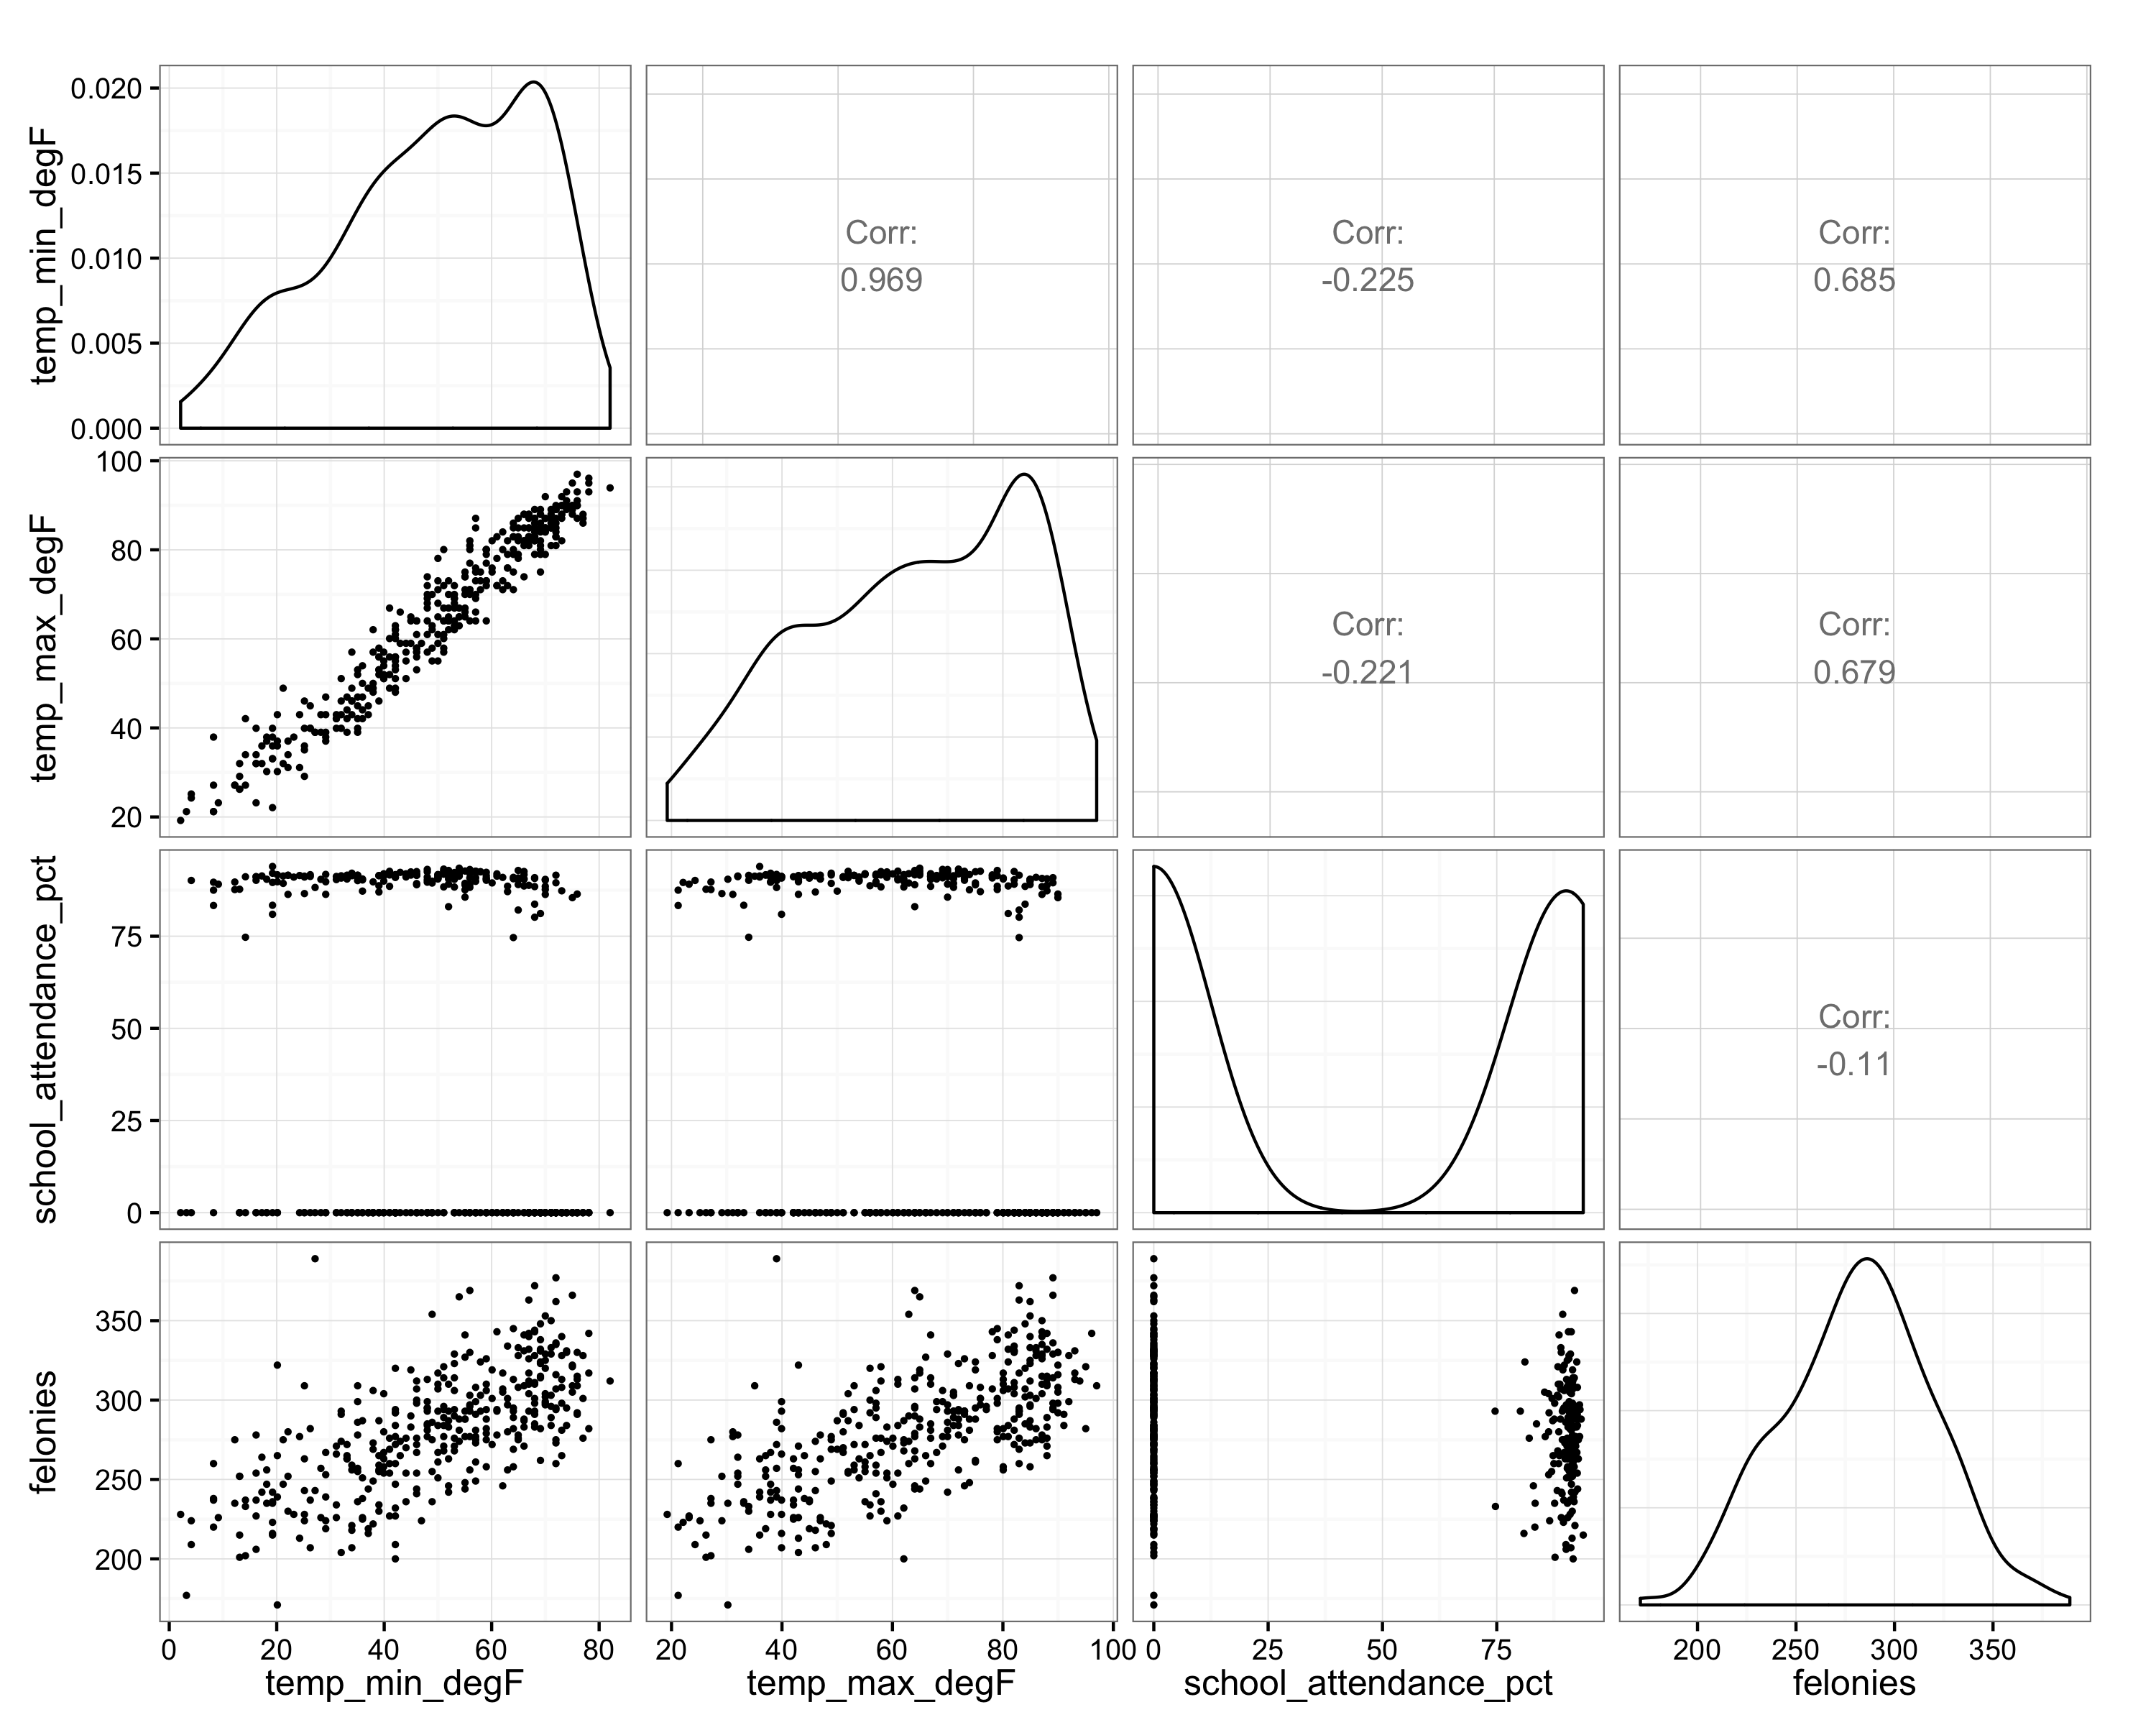 temp_min_degF
0.020
0.015
0.010
0.005
0.000
Corr:
0.969
Corr:
-0.225
Corr:
0.685
temp_max_degF
100
80
60
40
20
Corr:
-0.221
Corr:
0.679
school_attendance_pct
75
50
25
0
Corr:
-0.11
felonies
350
300
250
200
0 20 40 60 80
20 40 60 80 100
0 25 50 75
200 250 300 350
temp_min_degF
temp_max_degF
school_attendance_pct
felonies